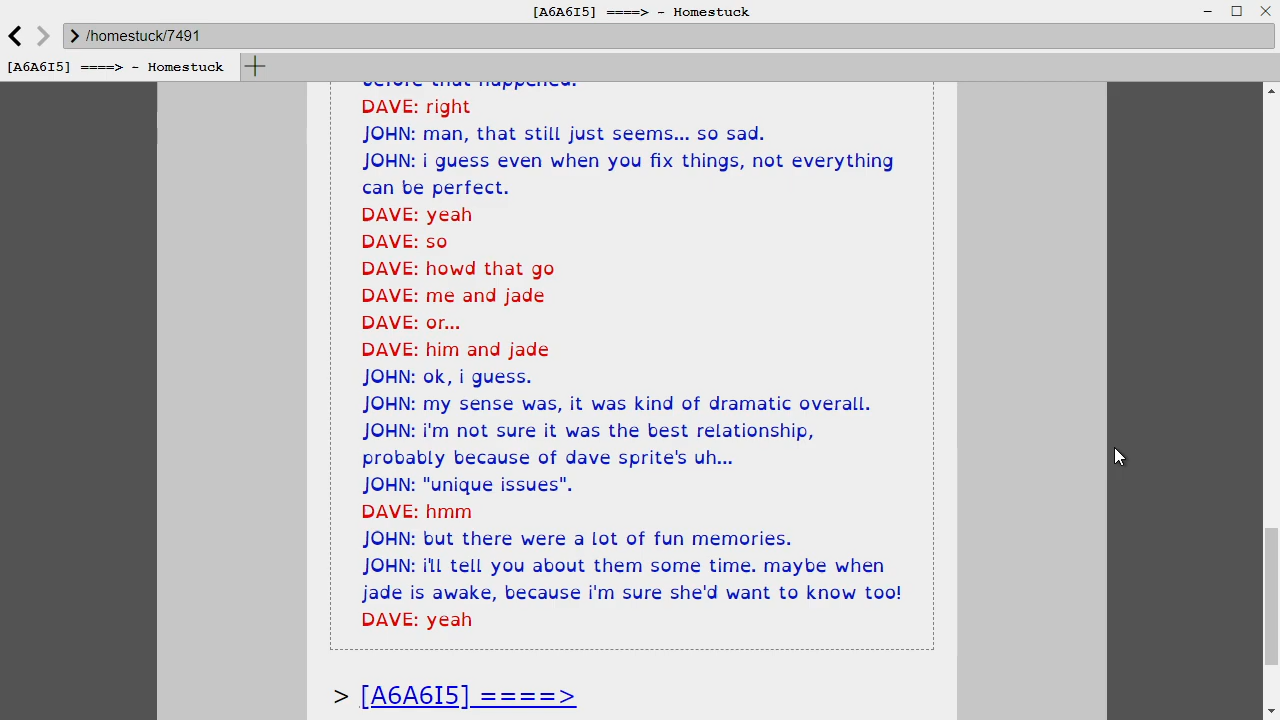 [A6A6I5] ====> - Homestuck
/homestuck/7491
[A6A6I5] ====> - Homestuck
before that happened.
DAVE: right
JOHN: man, that still just seems... so sad.
JOHN: i guess even when you fix things, not everything
can be perfect.
DAVE: yeah
DAVE: so
DAVE: howd that go
DAVE: me and jade
DAVE: or...
DAVE: him and jade
JOHN: ok, i guess.
JOHN: my sense was, it was kind of dramatic overall.
JOHN: i'm not sure it was the best relationship,
probably because of dave sprite's uh...
JOHN: "unique issues".
DAVE: hmm
JOHN: but there were a lot of fun memories.
JOHN: i'll tell you about them some time. maybe when
jade is awake, because i'm sure she'd want to know too!
DAVE: yeah
> [A6A6I5] ====>